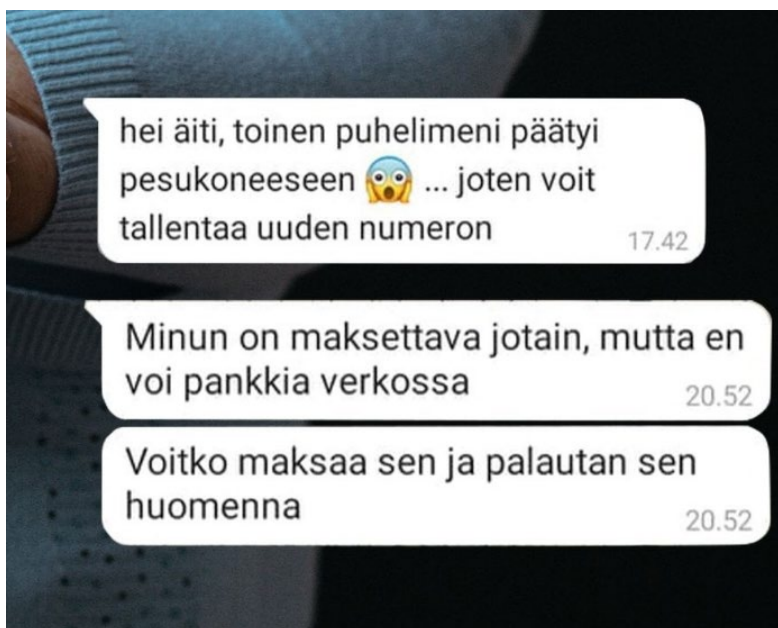 hei äiti, toinen puhelimeni päätyi
pesukoneeseen 😱 ... joten voit
tallentaa uuden numeron
17.42
Minun on maksettava jotain, mutta en
voi pankkia verkossa
20.52
Voitko maksaa sen ja palautan sen
huomenna
20.52